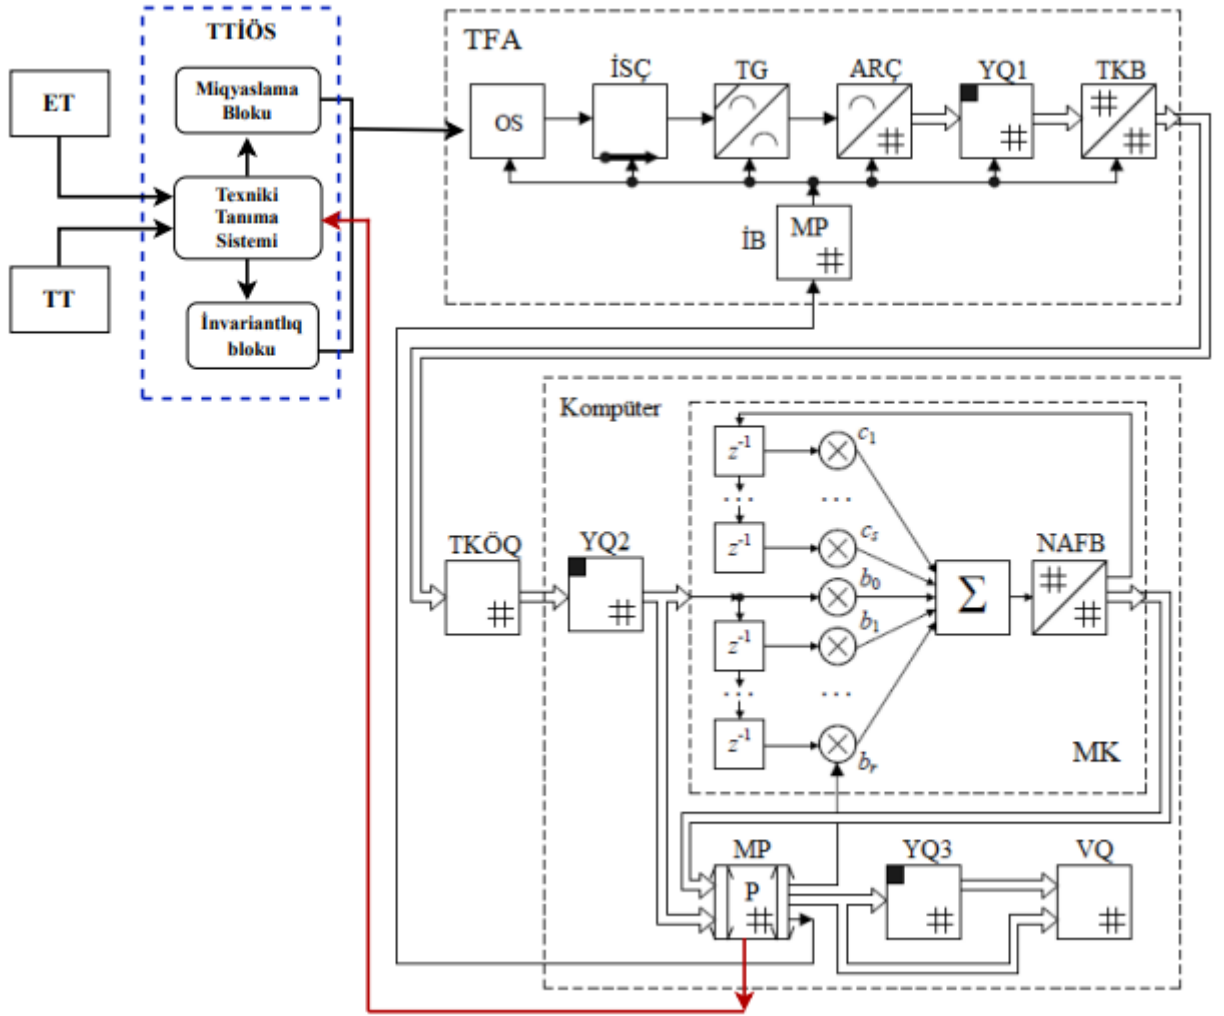 TTİÖS
ET
Miqyaslama
Bloku
Texniki
Tanıma
Sistemi
TT
İnvariantlıq
bloku
TFA
İSÇ
TG
ARÇ
YQ1
TKB
OS
İB
MP
Kompüter
z⁻¹
c₁
...
...
z⁻¹
cₛ
TKÖQ
YQ2
b₀
Σ
NAFB
z⁻¹
b₁
...
...
z⁻¹
bᵣ
MK
MP
P
YQ3
VQ